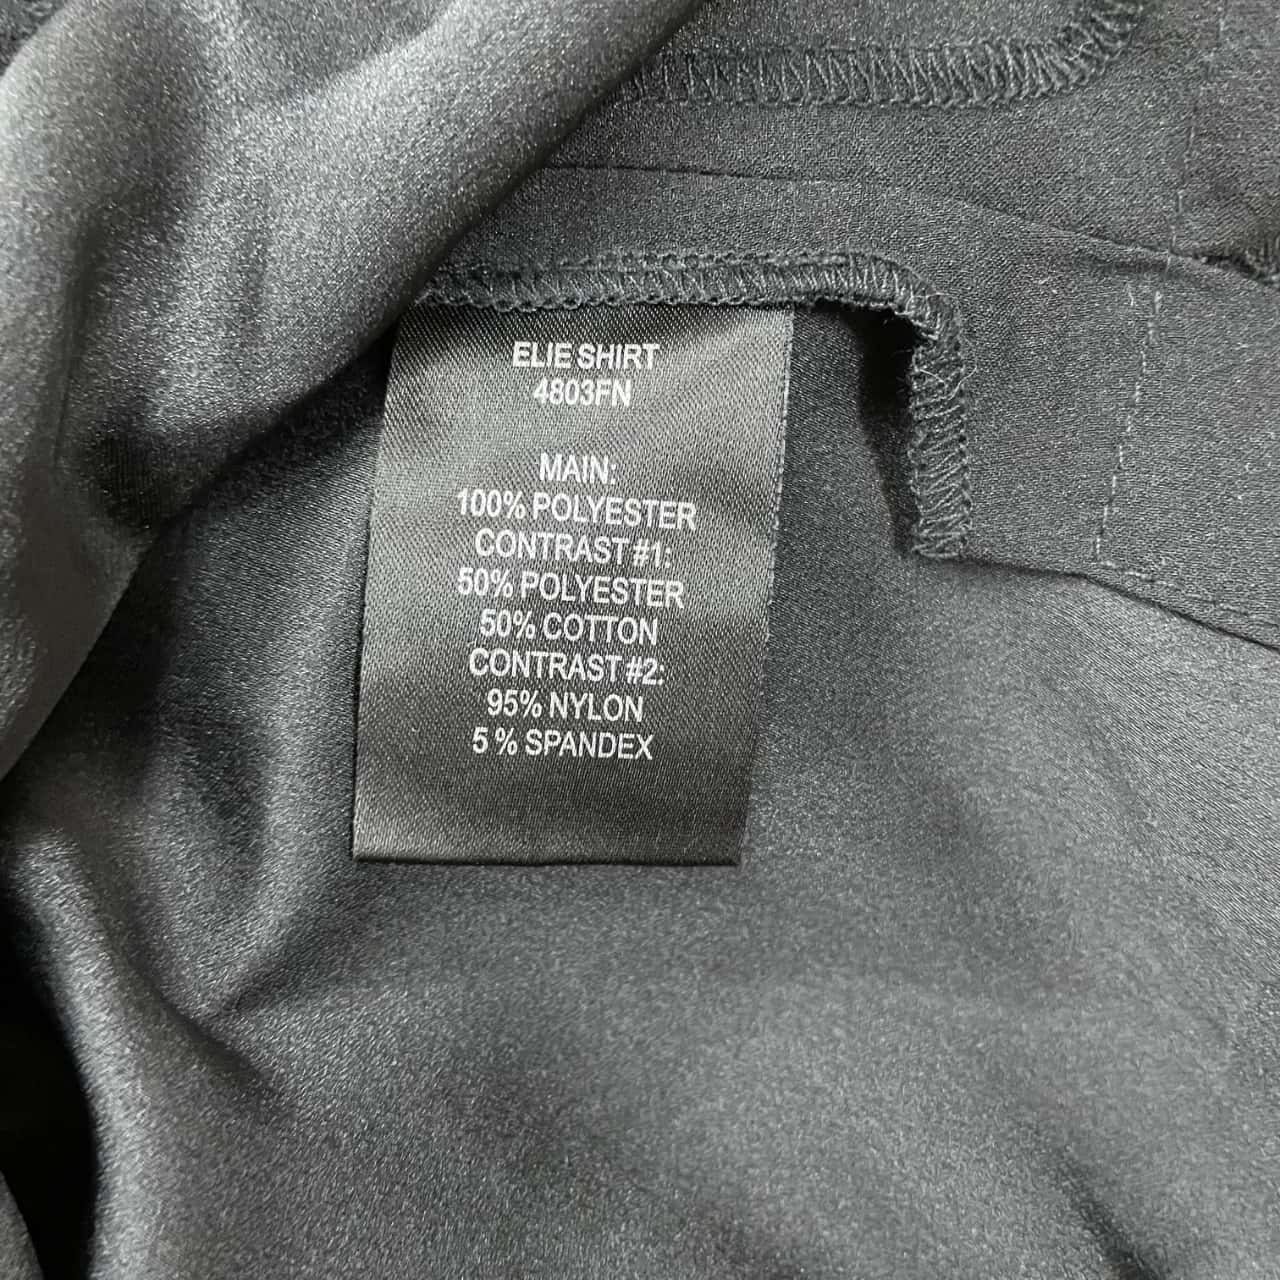 ELIE SHIRT
4803FN
MAIN:
100% POLYESTER
CONTRAST #1:
50% POLYESTER
50% COTTON
CONTRAST #2:
95% NYLON
5% SPANDEX